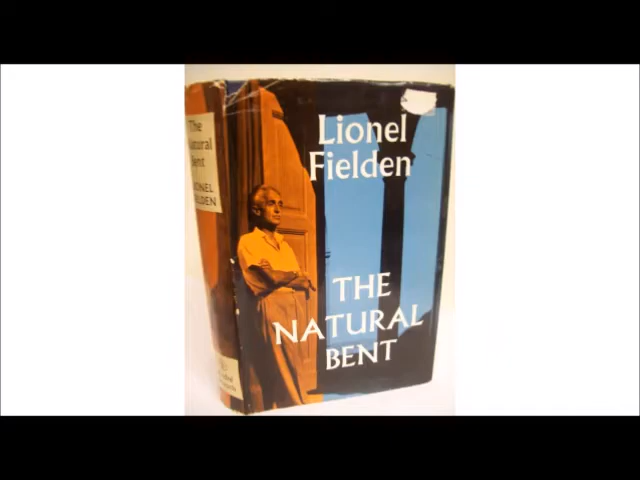 Lionel
Fielden
THE
NATURAL
BENT
The
Natural
Bent
LIONEL
FIELDEN